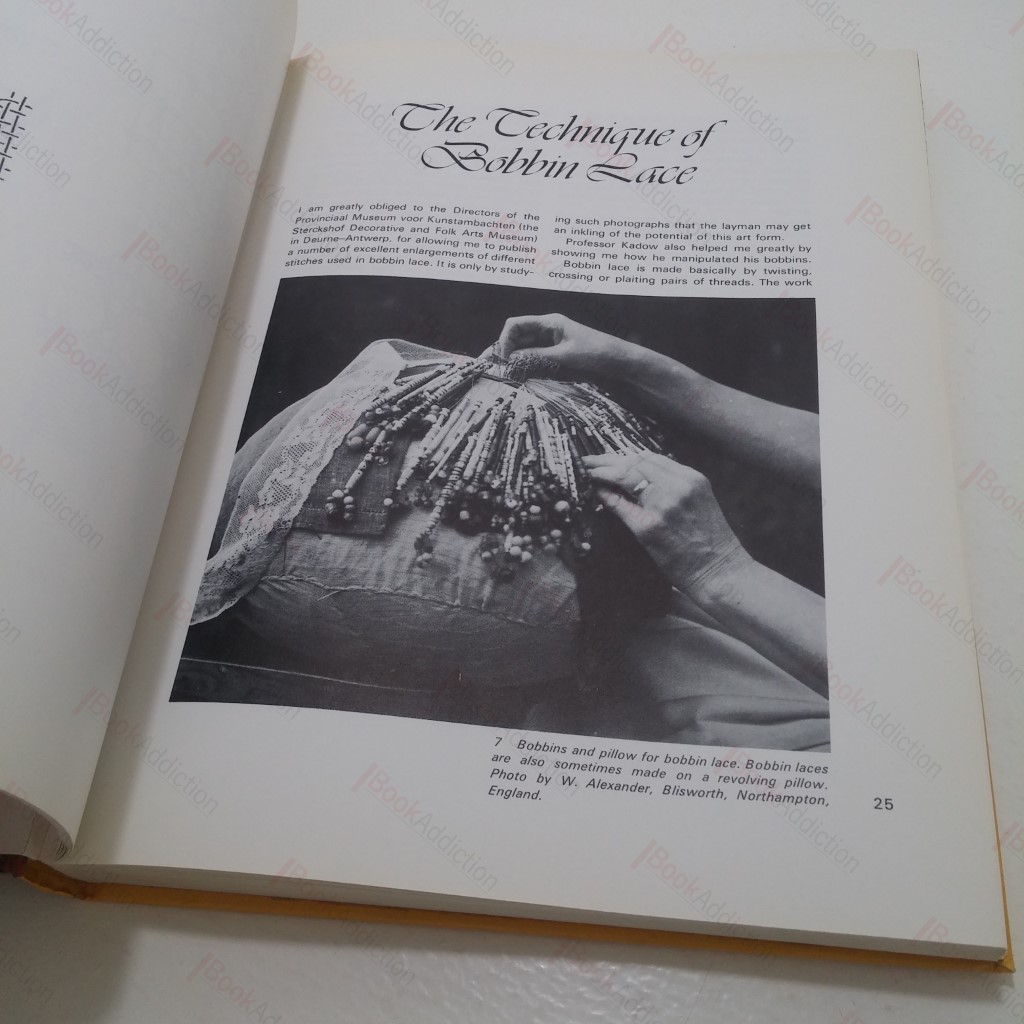 The Technique of
Bobbin Lace
I am greatly obliged to the Directors of the
Provinciaal Museum voor Kunstambachten (the
Sterckshof Decorative and Folk Arts Museum)
in Deurne—Antwerp, for allowing me to publish
a number of excellent enlargements of different
stitches used in bobbin lace. It is only by study-
ing such photographs that the layman may get
an inkling of the potential of this art form.
Professor Kadow also helped me greatly by
showing me how he manipulated his bobbins.
Bobbin lace is made basically by twisting,
crossing or plaiting pairs of threads. The work
7 Bobbins and pillow for bobbin lace. Bobbin laces
are also sometimes made on a revolving pillow.
Photo by W. Alexander, Blisworth, Northampton,
England.
25
BookAddiction